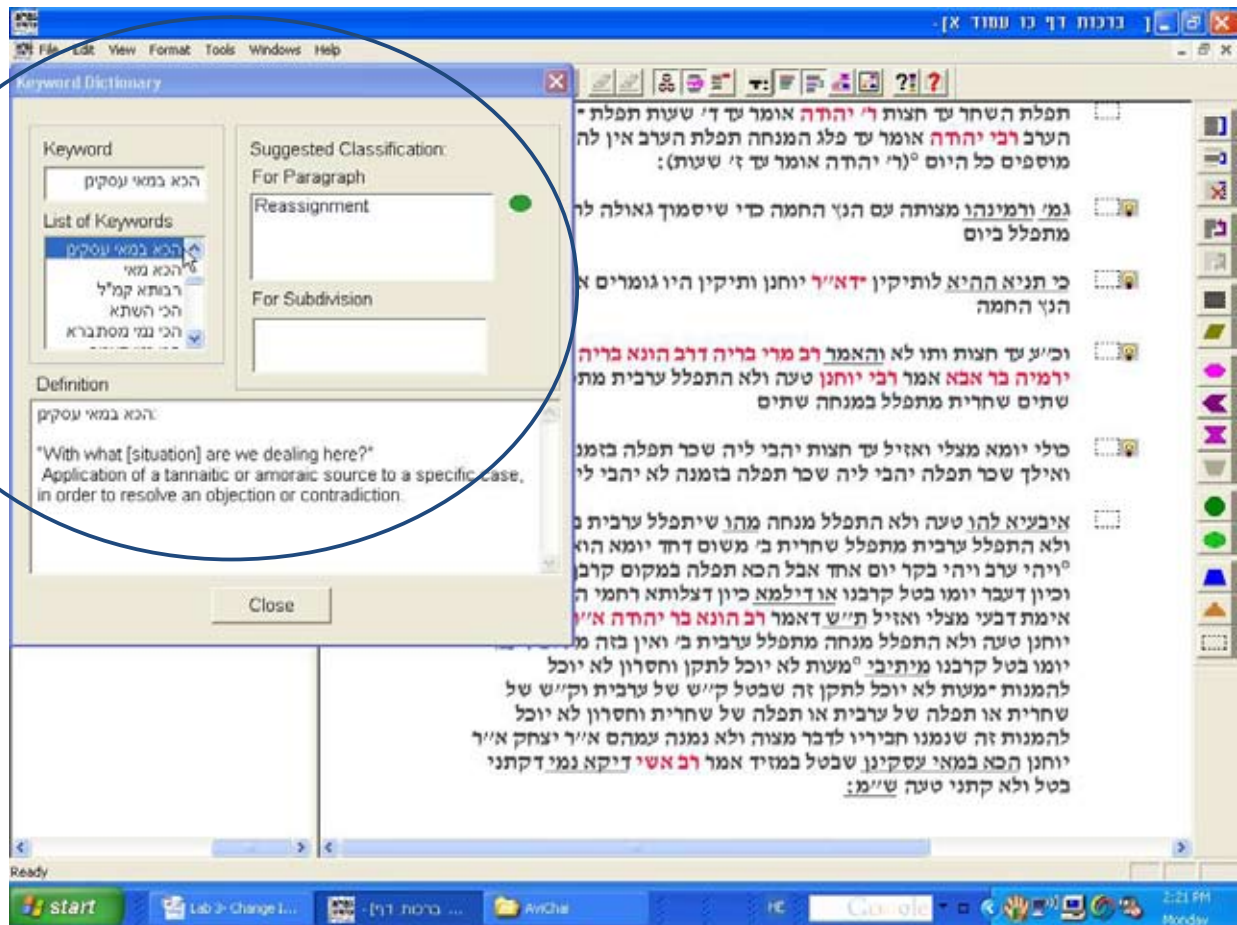 [ ברכות דף כו עמוד א] -
File Edit View Format Tools Windows Help
Keyword Dictionary
Keyword
הכא במאי עסקים
List of Keywords
הכא במאי עסקים
הכא מאי
רבותא קמ"ל
הכי השתא
הכי נמי מסתברא
Suggested Classification:
For Paragraph
Reassignment
For Subdivision
Definition
הכא במאי עסקים:
"With what [situation] are we dealing here?"
Application of a tannaitic or amoraic source to a specific case,
in order to resolve an objection or contradiction.
Close
תפלת השחר עד חצות ר׳ יהודה אומר עד ד׳ שעות תפלת
הערב רבי יהודה אומר עד פלג המנחה תפלת הערב אין
מוספים כל היום °(ר׳ יהודה אומר עד ז׳ שעות):
גמ׳ ורמינהו מצותה עם הנץ החמה כדי שיסמוך גאולה
מתפלל ביום
כי תניא ההיא לותיקין דא״ר יוחנן ותיקין היו גומרים
הנץ החמה
וכ״ע עד חצות ותו לא והאמר רב מרי בריה דרב הונא בריה
ירמיה בר אבא אמר רבי יוחנן טעה ולא התפלל ערבית
שתים שחרית מתפלל במנחה שתים
כולי יומא מצלי ואזיל עד חצות יהבי ליה שכר תפלה
ואילך שכר תפלה יהבי ליה שכר תפלה בזמנה לא יהבי
איבעיא להו טעה ולא התפלל מנחה מהו שיתפלל ערבית
ולא התפלל ערבית מתפלל שחרית ב׳ משום דחד יומא
°ויהי ערב ויהי בקר יום אחד אבל הכא תפלה במקום
וכיון דעבר יומו בטל קרבנו או דילמא כיון דצלותא רחמי
אימת דבעי מצלי ואזיל ת״ש דאמר רב הונא בר יהודה
יוחנן טעה ולא התפלל מנחה מתפלל ערבית ב׳ ואין בזה
יומו בטל קרבנו מיתיבי °מעות לא יוכל לתקן וחסרון לא יוכל
להמנות מעות לא יוכל לתקן זה שבטל ק״ש של ערבית וק״ש של
שחרית או תפלה של ערבית או תפלה של שחרית וחסרון לא יוכל
להמנות זה שנמנו חביריו לדבר מצוה ולא נמנה עמהם א״ר יצחק א״ר
יוחנן הכא במאי עסקינן שבטל במזיד אמר רב אשי דיקא נמי דקתני
בטל ולא קתני טעה ש״מ:
Ready
start
Lab 3- Change I...
ברכות דף] - ...
AviChai
HE
Google
2:21 PM
Monday